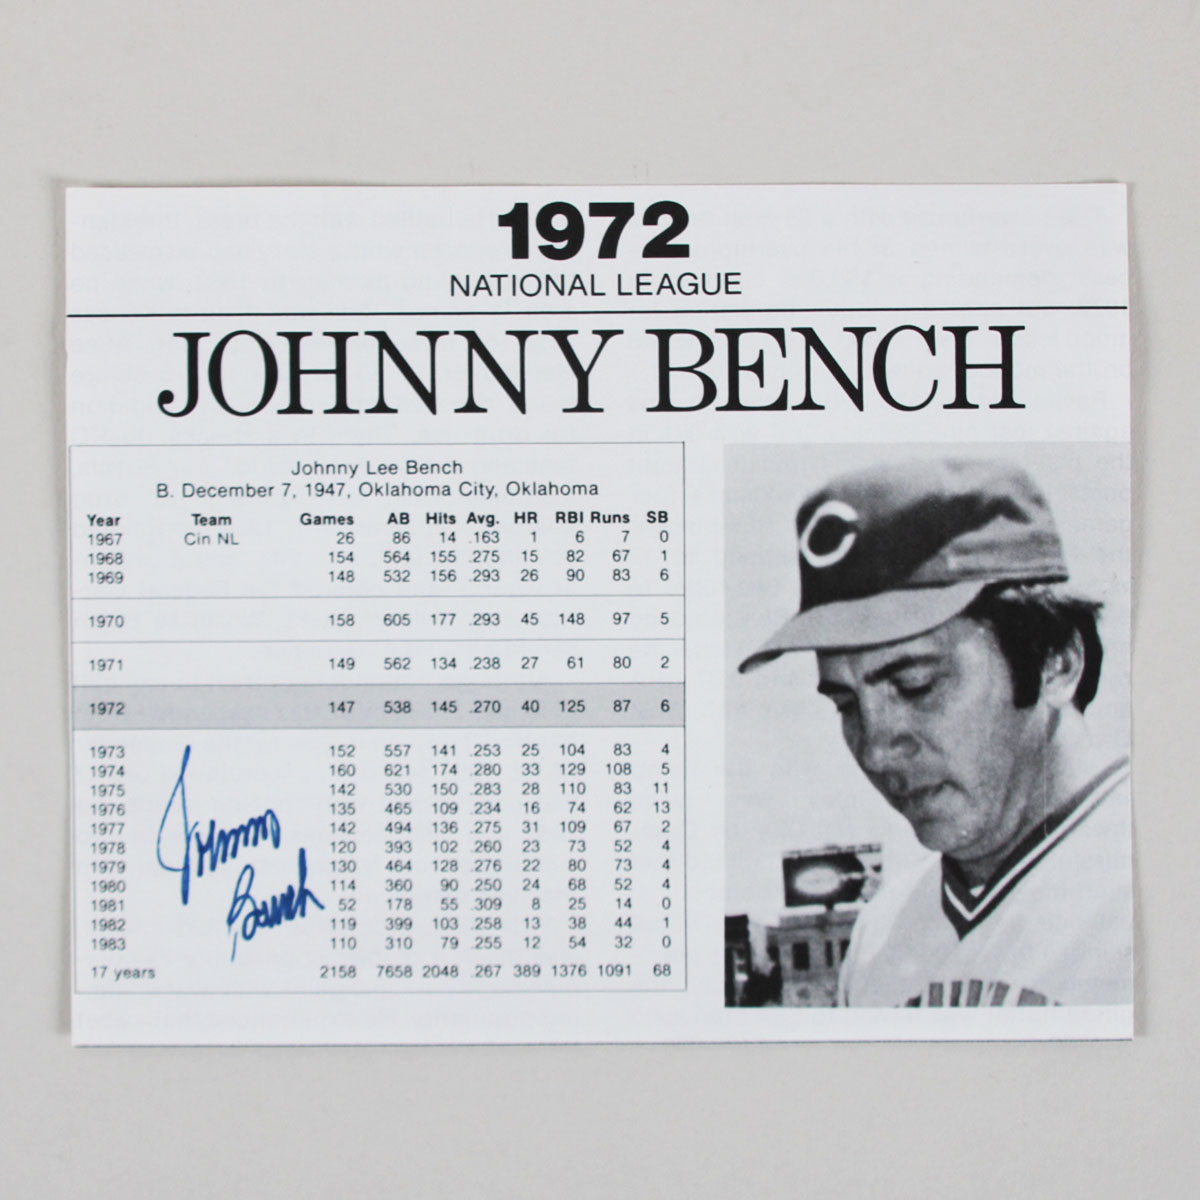 1972
NATIONAL LEAGUE
JOHNNY BENCH
Johnny Lee Bench
B. December 7, 1947, Oklahoma City, Oklahoma
Year Team Games AB Hits Avg. HR RBI Runs SB
1967 Cin NL 26 86 14 .163 1 6 7 0
1968 154 564 155 .275 15 82 67 1
1969 148 532 156 .293 26 90 83 6
1970 158 605 177 .293 45 148 97 5
1971 149 562 134 .238 27 61 80 2
1972 147 538 145 .270 40 125 87 6
1973 152 557 141 .253 25 104 83 4
1974 160 621 174 .280 33 129 108 5
1975 142 530 150 .283 28 110 83 11
1976 135 465 109 .234 16 74 62 13
1977 142 494 136 .275 31 109 67 2
1978 120 393 102 .260 23 73 52 4
1979 130 464 128 .276 22 80 73 4
1980 114 360 90 .250 24 68 52 4
1981 52 178 55 .309 8 25 14 0
1982 119 399 103 .258 13 38 44 1
1983 110 310 79 .255 12 54 32 0
17 years 2158 7658 2048 .267 389 1376 1091 68
Johnny
Bench
C